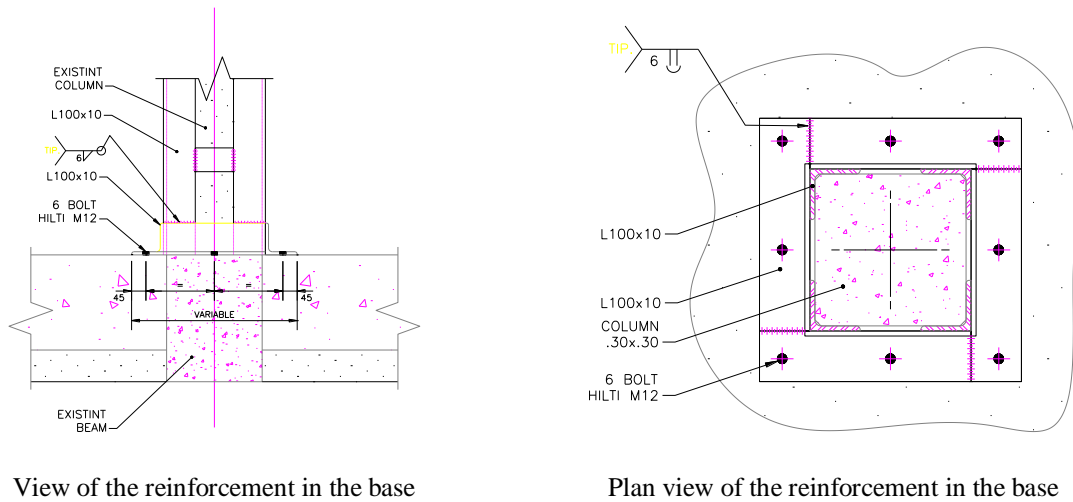 EXISTINT
COLUMN
L100x10
TIP.
6
L100x10
6 BOLT
HILTI M12
=
=
45
45
VARIABLE
EXISTINT
BEAM
View of the reinforcement in the base
TIP.
6
L100x10
L100x10
COLUMN
.30x.30
6 BOLT
HILTI M12
Plan view of the reinforcement in the base